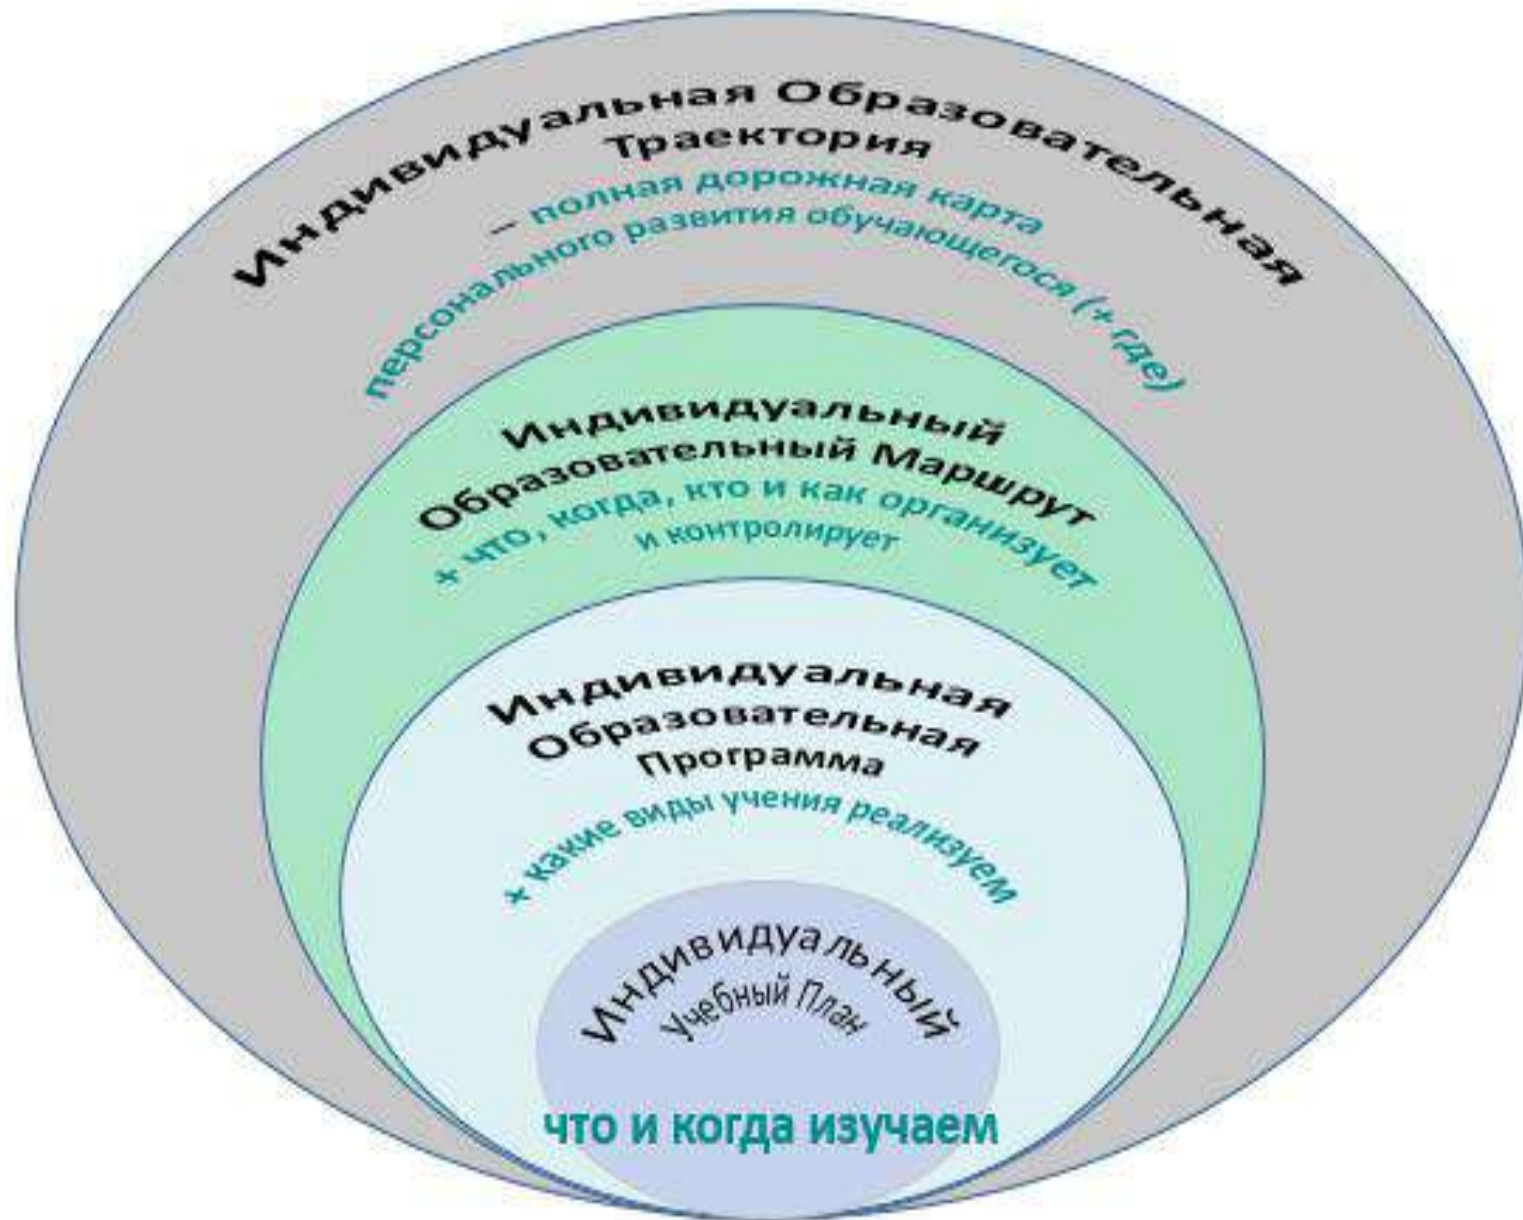 Индивидуальная Образовательная
Траектория
– полная дорожная карта
персонального развития обучающегося (+ где)
Индивидуальный
Образовательный Маршрут
+ что, когда, кто и как организует
и контролирует
Индивидуальная
Образовательная
Программа
+ какие виды учения реализуем
Индивидуальный
Учебный План
что и когда изучаем